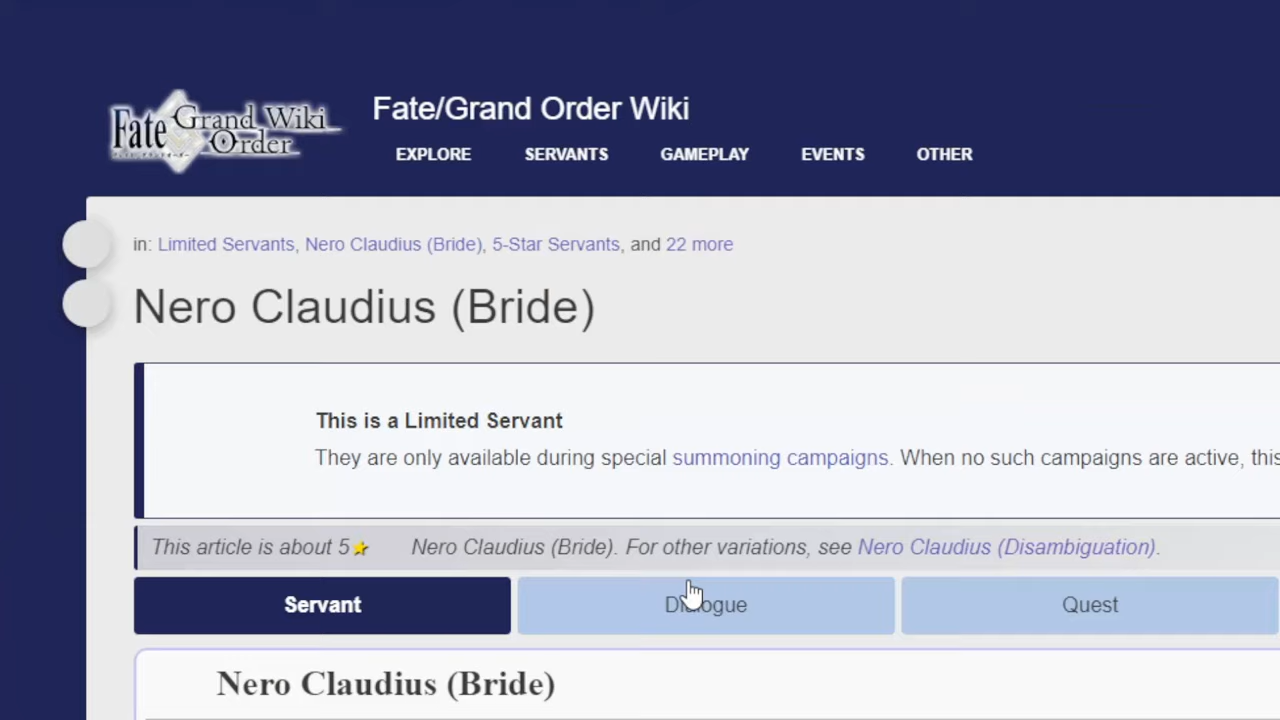 Fate Grand Wiki
Order
Fate/Grand Order Wiki
EXPLORE SERVANTS GAMEPLAY EVENTS OTHER
in: Limited Servants, Nero Claudius (Bride), 5-Star Servants, and 22 more
Nero Claudius (Bride)
This is a Limited Servant
They are only available during special summoning campaigns. When no such campaigns are active, this
This article is about 5 Nero Claudius (Bride). For other variations, see Nero Claudius (Disambiguation).
Servant Dialogue Quest
Nero Claudius (Bride)